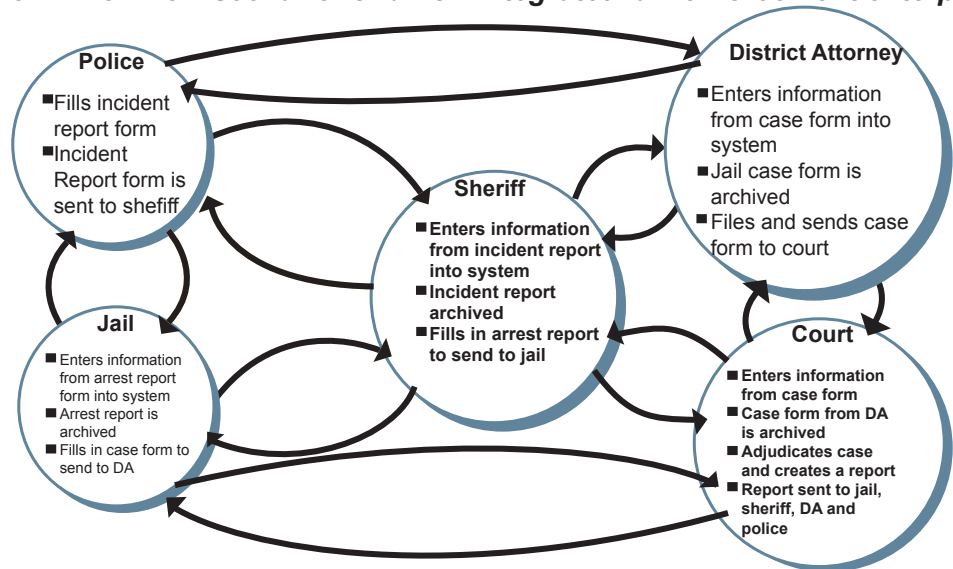 Police
▪Fills incident
report form
▪Incident
Report form is
sent to shefiff
District Attorney
▪Enters information
from case form into
system
▪Jail case form is
archived
▪Files and sends case
form to court
Sheriff
▪Enters information
from incident report
into system
▪Incident report
archived
▪Fills in arrest report
to send to jail
Jail
▪Enters information
from arrest report
form into system
▪Arrest report is
archived
▪Fills in case form to
send to DA
Court
▪Enters information
from case form
▪Case form from DA
is archived
▪Adjudicates case
and creates a report
▪Report sent to jail,
sheriff, DA and
police